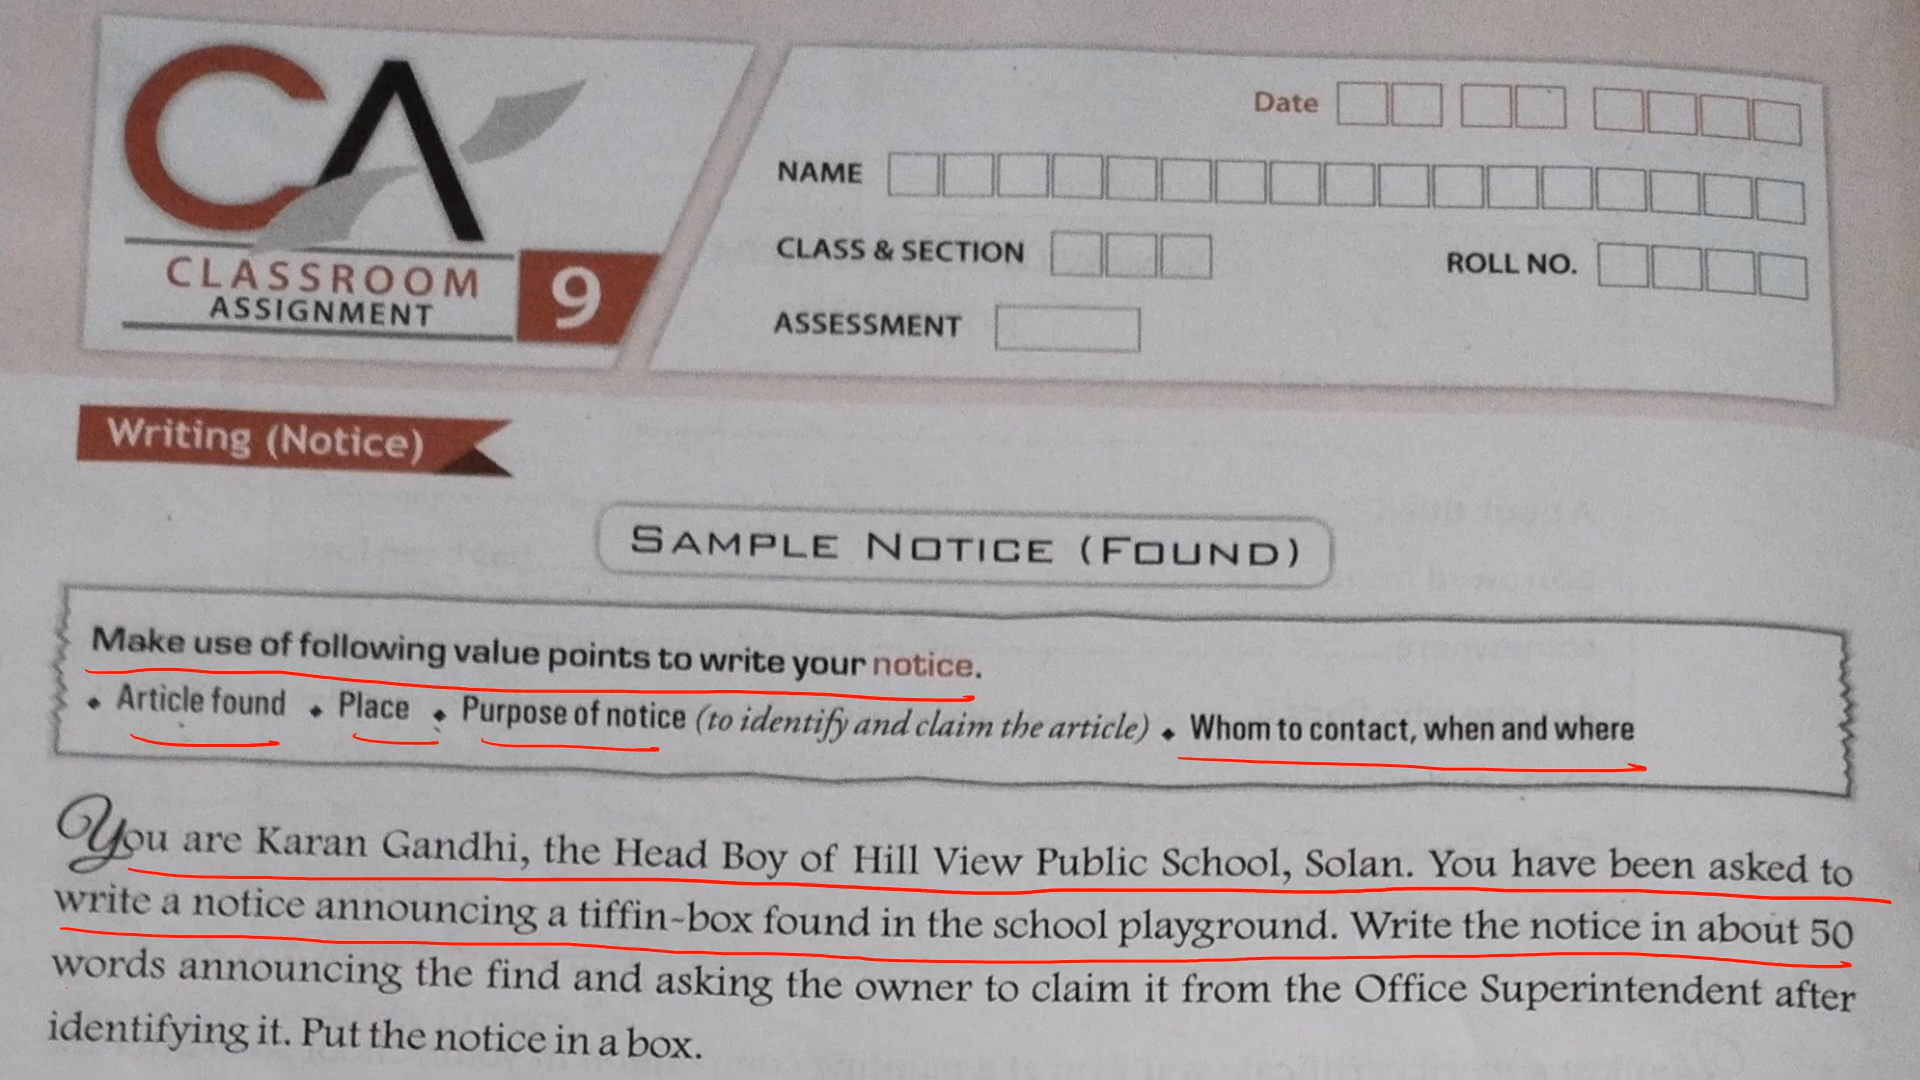 CA
Date
NAME
CLASS & SECTION
ROLL NO.
CLASSROOM
ASSIGNMENT
9
ASSESSMENT
Writing (Notice)
SAMPLE NOTICE (FOUND)
Make use of following value points to write your notice.
• Article found • Place • Purpose of notice (to identify and claim the article) • Whom to contact, when and where
You are Karan Gandhi, the Head Boy of Hill View Public School, Solan. You have been asked to
write a notice announcing a tiffin-box found in the school playground. Write the notice in about 50
words announcing the find and asking the owner to claim it from the Office Superintendent after
identifying it. Put the notice in a box.